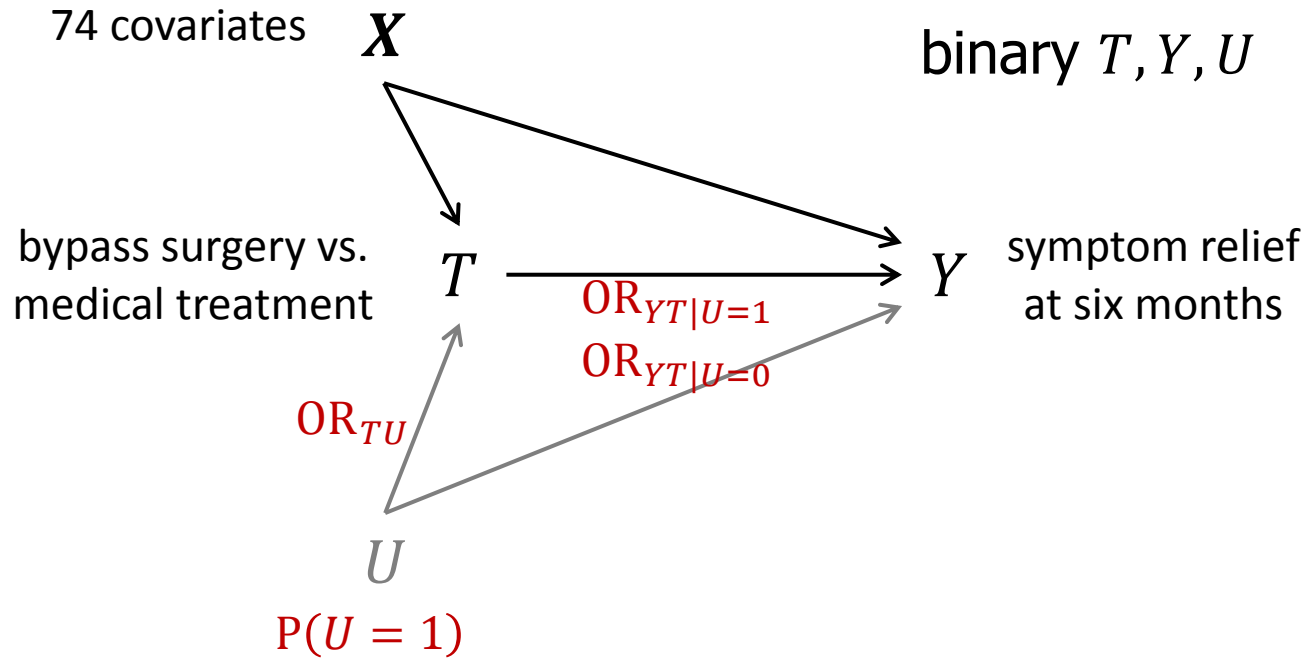 74 covariates
X
binary T, Y, U
bypass surgery vs.
medical treatment
T
Y
symptom relief
at six months
OR_{YT|U=1}
OR_{YT|U=0}
OR_{TU}
U
P(U = 1)